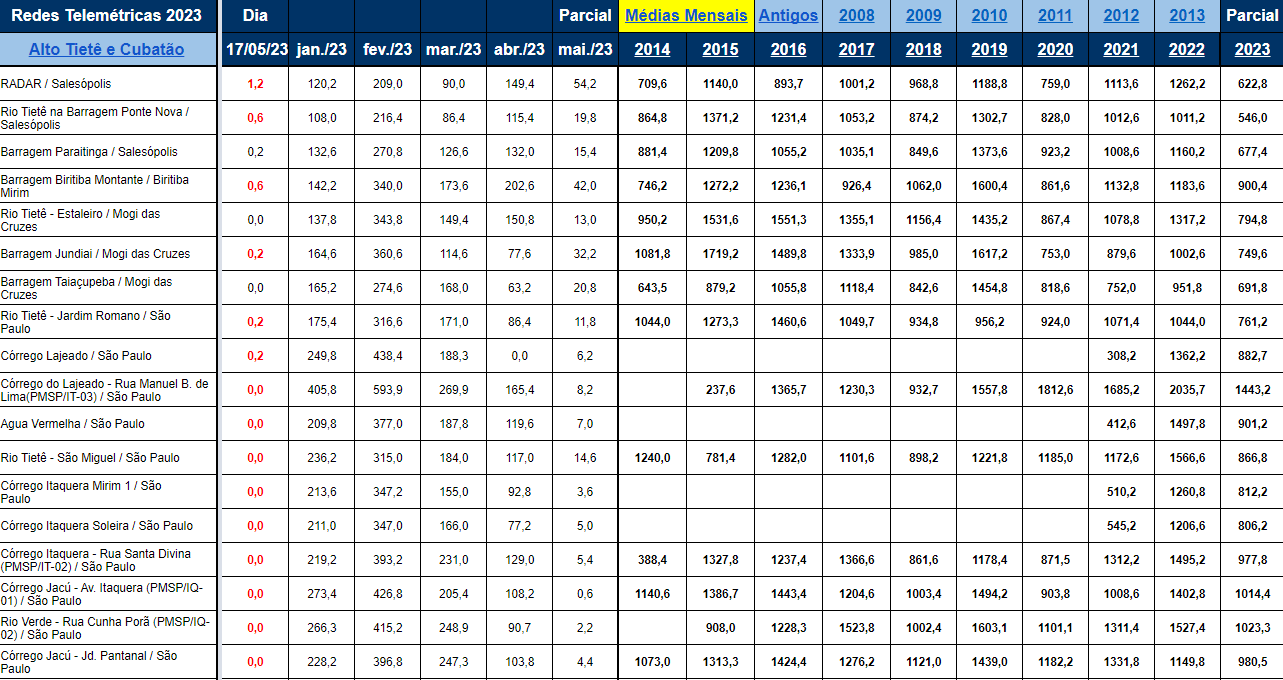 Redes Telemétricas 2023 Dia Parcial Médias Mensais Antigos 2008 2009 2010 2011 2012 2013 Parcial
Alto Tietê e Cubatão 17/05/23 jan./23 fev./23 mar./23 abr./23 mai./23 2014 2015 2016 2017 2018 2019 2020 2021 2022 2023
RADAR / Salesópolis 1,2 120,2 209,0 90,0 149,4 54,2 709,6 1140,0 893,7 1001,2 968,8 1188,8 759,0 1113,6 1262,2 622,8
Rio Tietê na Barragem Ponte Nova /
Salesópolis 0,6 108,0 216,4 86,4 115,4 19,8 864,8 1371,2 1231,4 1053,2 874,2 1302,7 828,0 1012,6 1011,2 546,0
Barragem Paraitinga / Salesópolis 0,2 132,6 270,8 126,6 132,0 15,4 881,4 1209,8 1055,2 1035,1 849,6 1373,6 923,2 1008,6 1160,2 677,4
Barragem Biritiba Montante / Biritiba
Mirim 0,6 142,2 340,0 173,6 202,6 42,0 746,2 1272,2 1236,1 926,4 1062,0 1600,4 861,6 1132,8 1183,6 900,4
Rio Tietê - Estaleiro / Mogi das
Cruzes 0,0 137,8 343,8 149,4 150,8 13,0 950,2 1531,6 1551,3 1355,1 1156,4 1435,2 867,4 1078,8 1317,2 794,8
Barragem Jundiai / Mogi das Cruzes 0,2 164,6 360,6 114,6 77,6 32,2 1081,8 1719,2 1489,8 1333,9 985,0 1617,2 753,0 879,6 1002,6 749,6
Barragem Taiaçupeba / Mogi das
Cruzes 0,0 165,2 274,6 168,0 63,2 20,8 643,5 879,2 1055,8 1118,4 842,6 1454,8 818,6 752,0 951,8 691,8
Rio Tietê - Jardim Romano / São
Paulo 0,2 175,4 316,6 171,0 86,4 11,8 1044,0 1273,3 1460,6 1049,7 934,8 956,2 924,0 1071,4 1044,0 761,2
Córrego Lajeado / São Paulo 0,2 249,8 438,4 188,3 0,0 6,2 308,2 1362,2 882,7
Córrego do Lajeado - Rua Manuel B. de
Lima(PMSP/IT-03) / São Paulo 0,0 405,8 593,9 269,9 165,4 8,2 237,6 1365,7 1230,3 932,7 1557,8 1812,6 1685,2 2035,7 1443,2
Agua Vermelha / São Paulo 0,0 209,8 377,0 187,8 119,6 7,0 412,6 1497,8 901,2
Rio Tietê - São Miguel / São Paulo 0,0 236,2 315,0 184,0 117,0 14,6 1240,0 781,4 1282,0 1101,6 898,2 1221,8 1185,0 1172,6 1566,6 866,8
Córrego Itaquera Mirim 1 / São
Paulo 0,0 213,6 347,2 155,0 92,8 3,6 510,2 1260,8 812,2
Córrego Itaquera Soleira / São Paulo 0,0 211,0 347,0 166,0 77,2 5,0 545,2 1206,6 806,2
Córrego Itaquera - Rua Santa Divina
(PMSP/IT-02) / São Paulo 0,0 219,2 393,2 231,0 129,0 5,4 388,4 1327,8 1237,4 1366,6 861,6 1178,4 871,5 1312,2 1495,2 977,8
Córrego Jacú - Av. Itaquera (PMSP/IQ-
01) / São Paulo 0,0 273,4 426,8 205,4 108,2 0,6 1140,6 1386,7 1443,4 1204,6 1003,4 1494,2 903,8 1008,6 1402,8 1014,4
Rio Verde - Rua Cunha Porã (PMSP/IQ-
02) / São Paulo 0,0 266,3 415,2 248,9 90,7 2,2 908,0 1228,3 1523,8 1002,4 1603,1 1101,1 1311,4 1527,4 1023,3
Córrego Jacú - Jd. Pantanal / São
Paulo 0,0 228,2 396,8 247,3 103,8 4,4 1073,0 1313,3 1424,4 1276,2 1121,0 1439,0 1182,2 1331,8 1149,8 980,5